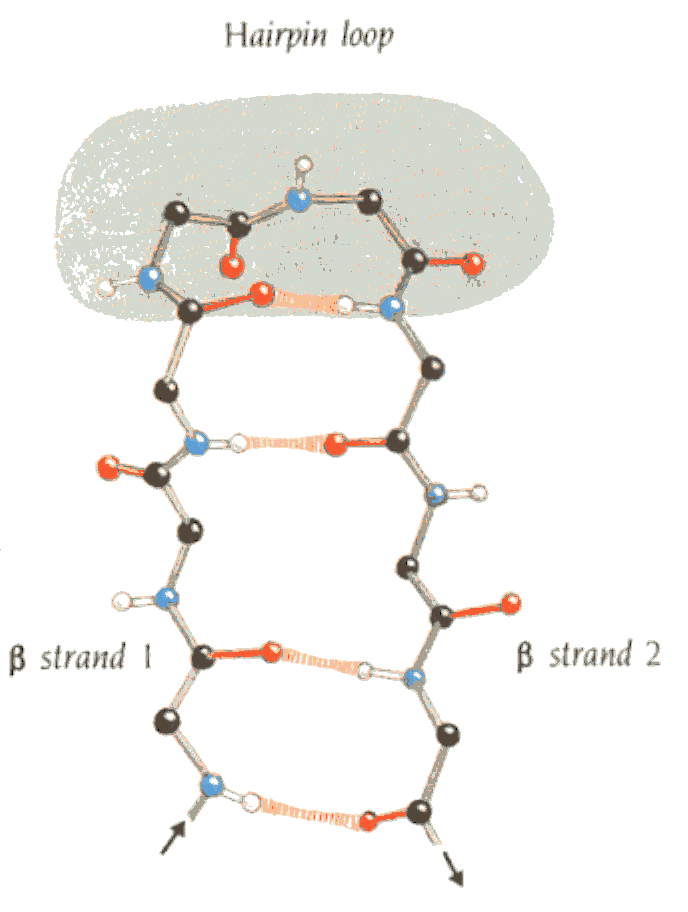 Hairpin loop
β strand 1
β strand 2